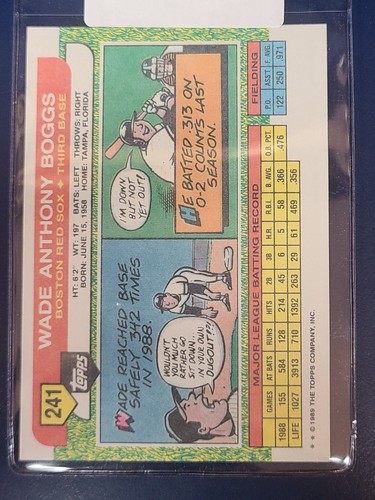 241
Topps
WADE ANTHONY BOGGS
BOSTON RED SOX ✦ THIRD BASE
HT: 6'2" WT: 197 BATS: LEFT THROWS: RIGHT
BORN: JUNE 15, 1958 HOME: TAMPA, FLORIDA
WADE REACHED BASE
SAFELY 342 TIMES
IN 1988.
WOULDN'T
YOU MUCH
RATHER GO
SIT DOWN...
IN YOUR OWN
DUGOUT?!
I'M DOWN,
BUT NOT
YET OUT!
HE BATTED .313 ON
0-2 COUNTS LAST
SEASON.
MAJOR LEAGUE BATTING RECORD
GAMES AT BATS RUNS HITS 2B 3B H.R. R.B.I. B. AVG. O.B. PCT.
1988 155 584 128 214 45 6 5 58 .366 .476
LIFE 1027 3913 710 1392 263 29 61 469 .356
FIELDING
P.O. ASST F. AVG.
122 250 .971
* * © 1989 THE TOPPS COMPANY, INC.